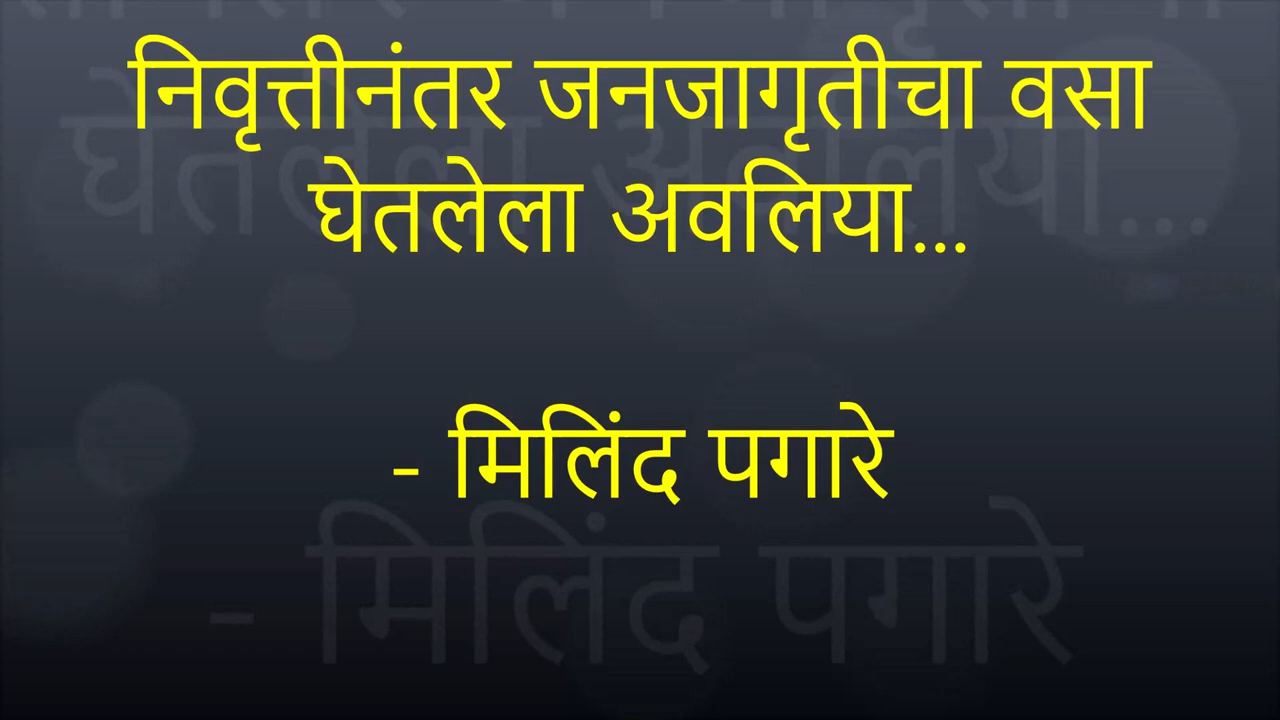 निवृत्तीनंतर जनजागृतीचा वसा
घेतलेला अवलिया...
- मिलिंद पगारे